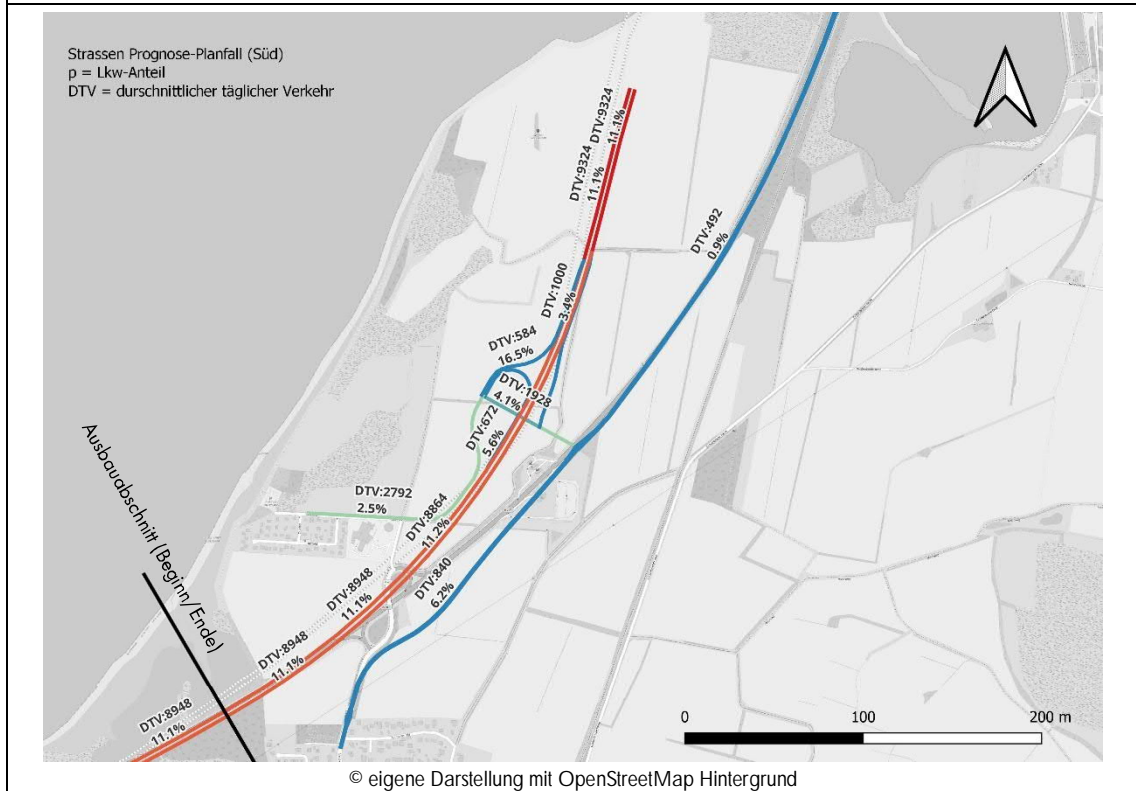 Strassen Prognose-Planfall (Süd)
p = Lkw-Anteil
DTV = durschnittlicher täglicher Verkehr
DTV:9324
11.1%
DTV:9324
11.1%
DTV:492
0.9%
DTV:1000
3.4%
DTV:584
16.5%
DTV:1928
4.1%
DTV:672
5.6%
DTV:2792
2.5%
DTV:8864
11.2%
DTV:840
6.2%
DTV:8948
11.1%
DTV:8948
11.1%
DTV:8948
11.1%
Ausbauabschnitt (Beginn/Ende)
0 100 200 m
© eigene Darstellung mit OpenStreetMap Hintergrund